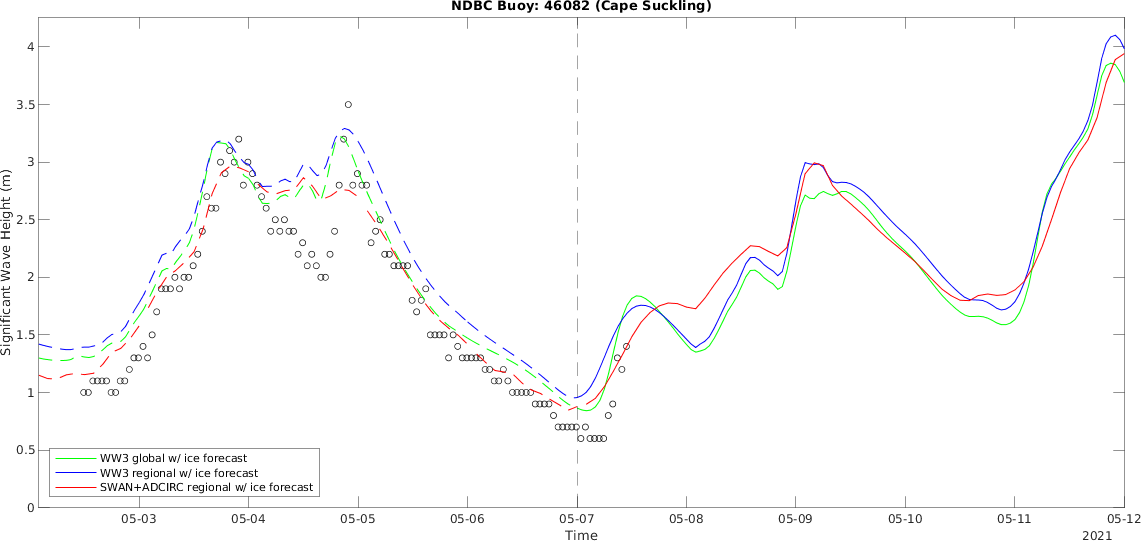 NDBC Buoy: 46082 (Cape Suckling)
Significant Wave Height (m)
4
3.5
3
2.5
2
1.5
1
0.5
0
WW3 global w/ ice forecast
WW3 regional w/ ice forecast
SWAN+ADCIRC regional w/ ice forecast
05-03 05-04 05-05 05-06 05-07 05-08 05-09 05-10 05-11 05-12
Time
2021